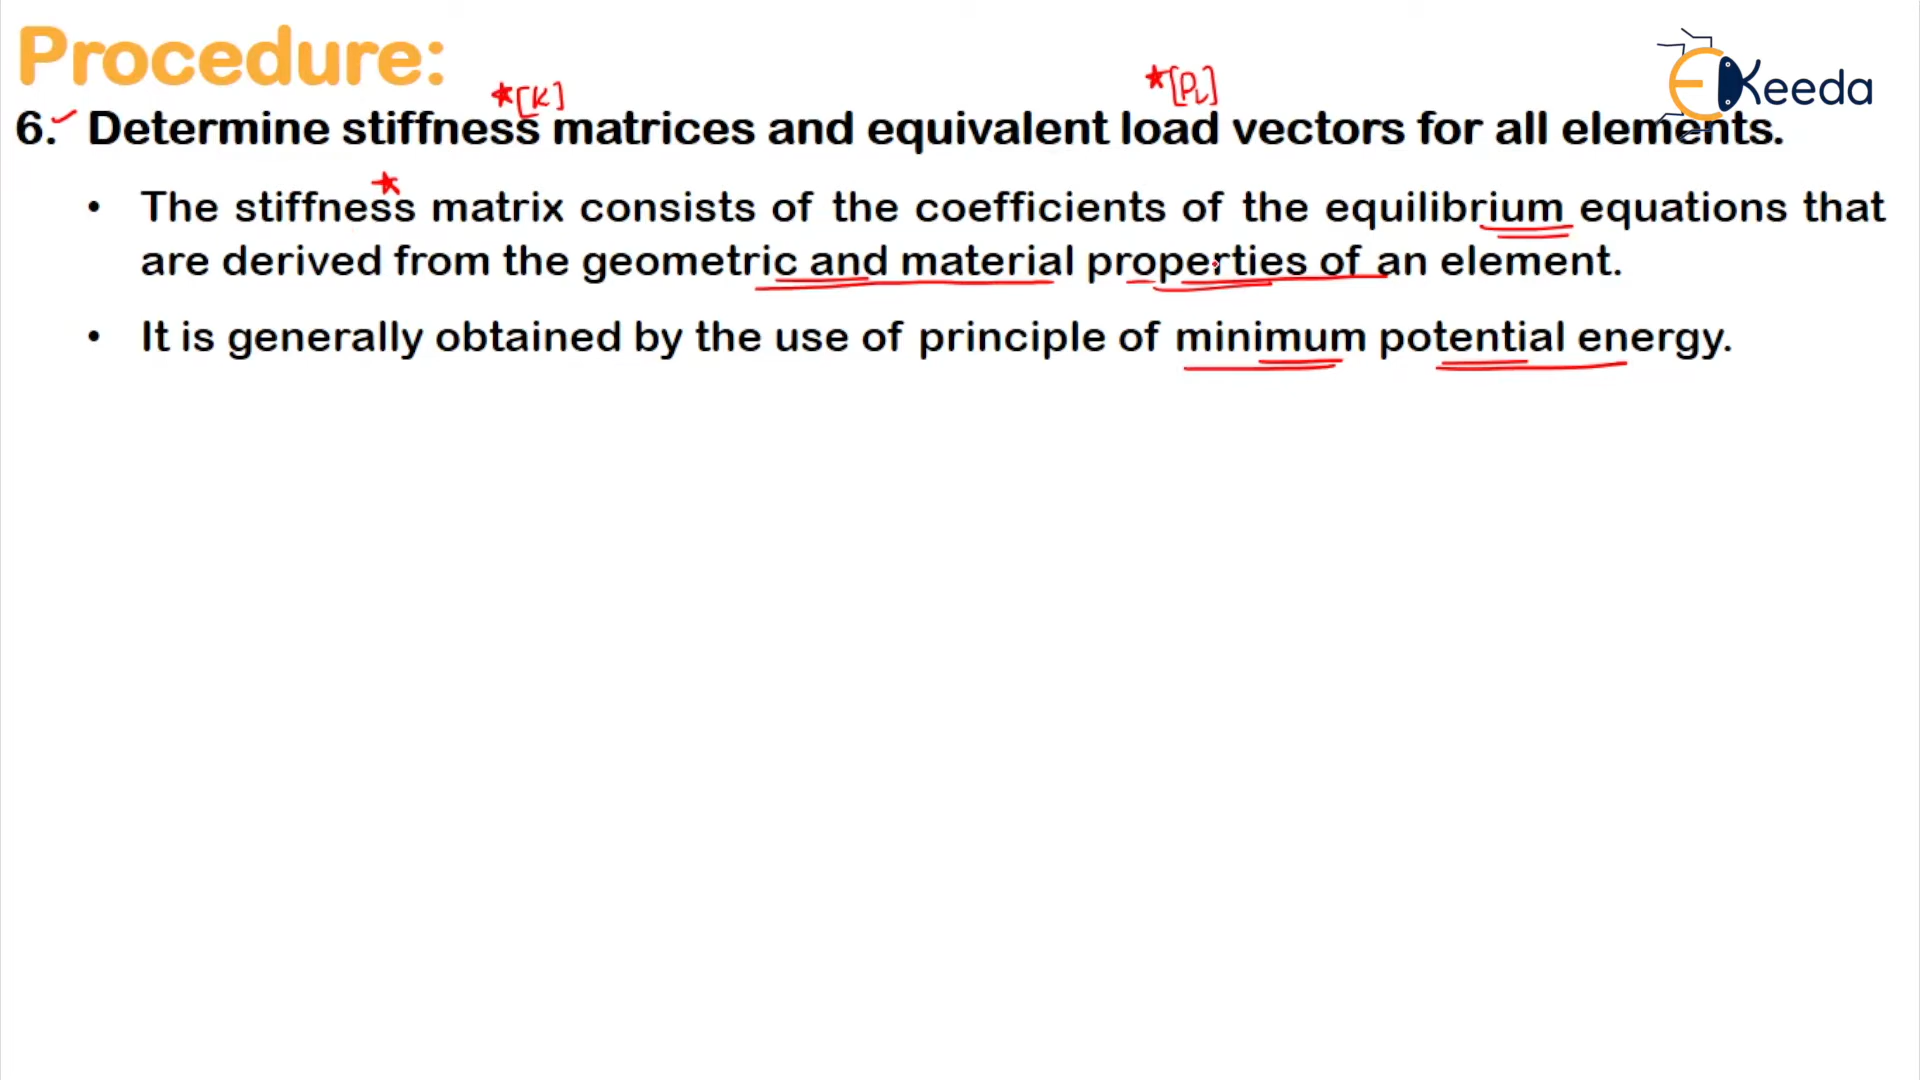 Procedure:
EKeeda
*[K]
*[PL]
6. Determine stiffness matrices and equivalent load vectors for all elements.
• The stiffness matrix consists of the coefficients of the equilibrium equations that
are derived from the geometric and material properties of an element.
• It is generally obtained by the use of principle of minimum potential energy.